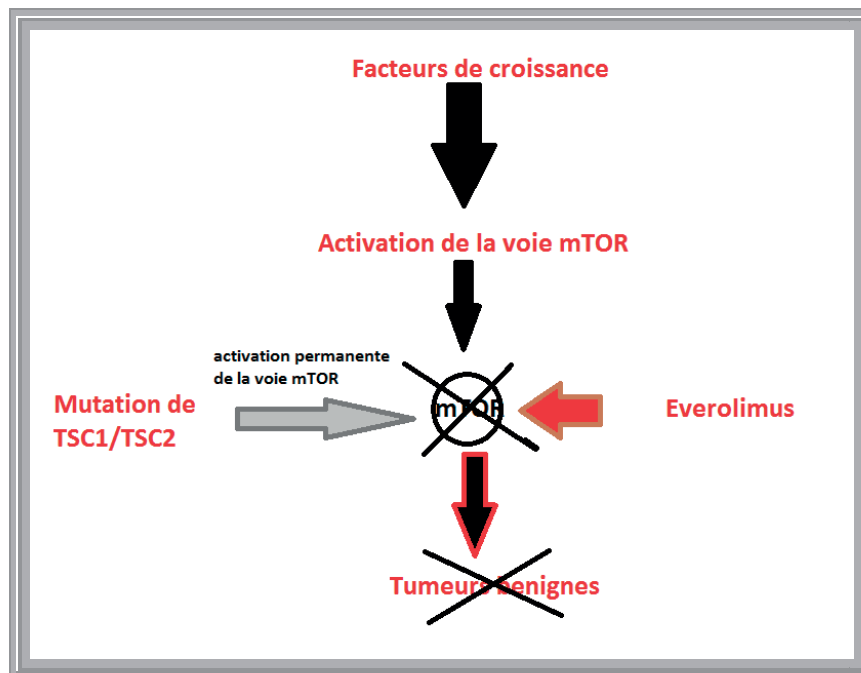 Facteurs de croissance
Activation de la voie mTOR
activation permanente
de la voie mTOR
Mutation de
TSC1/TSC2
mTOR
Everolimus
Tumeurs benignes